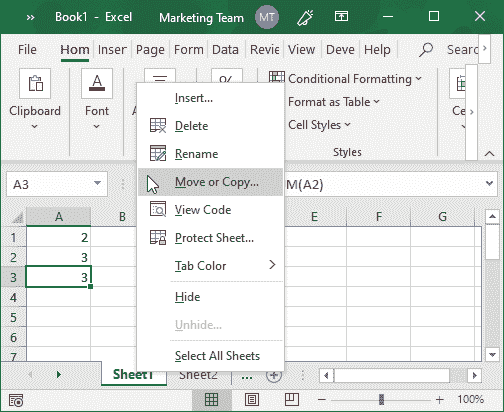 » Book1 - Excel Marketing Team MT
File Hom Inser Page Form Data Revie View Deve Help Searc
Clipboard
Font
A
%
Conditional Formatting
Format as Table
Cell Styles
Ce
Styles
Insert...
Delete
Rename
Move or Copy...
View Code
Protect Sheet...
Tab Color
Hide
Unhide...
Select All Sheets
A3 M(A2)
A B E F G
1 2
2 3
3 3
4
5
6
7
Sheet1 Sheet2 ...
100%